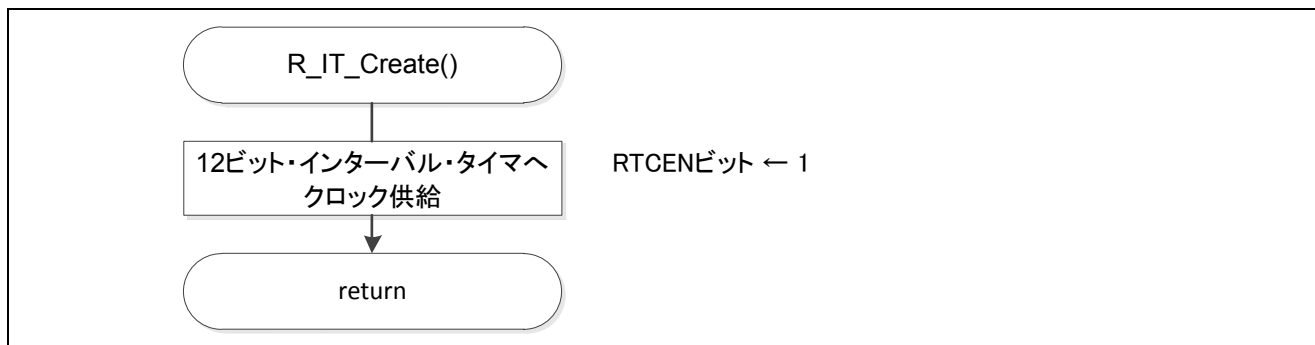 R_IT_Create()
12ビット・インターバル・タイマへ
クロック供給
RTCENビット ← 1
return